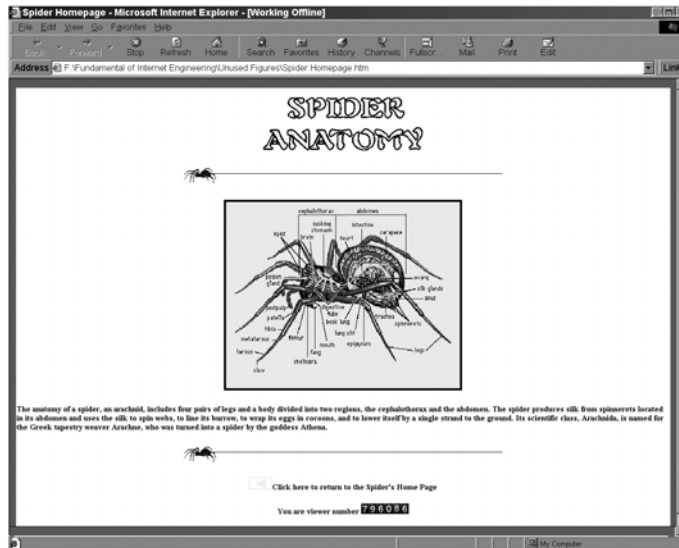 Spider Homepage - Microsoft Internet Explorer - [Working Offline]
File Edit View Go Favorites Help
Back Forward Stop Refresh Home Search Favorites History Channels Fullscr... Mail Print Edit
Address F:\Fundamental of Internet Engineering\Unused Figures\Spider Homepage.htm Link
SPIDER
ANATOMY
cephalothorax abdomen
sucking stomach
intestine
eyes
brain
heart
carapace
poison gland
ovary
silk glands
anus
pedipalp
digestive tube
patella
book lung
trachea
spinnerets
tibia
lung slit
metatarsus
femur
mouth
epigynum
tarsus
fang
legs
chelicera
claw
The anatomy of a spider, an arachnid, includes four pairs of legs and a body divided into two regions, the cephalothorax and the abdomen. The spider produces silk from spinnerets located
in its abdomen and uses the silk to spin webs, to line its burrow, to wrap its eggs in cocoons, and to lower itself by a single strand to the ground. Its scientific class, Arachnida, is named for
the Greek tapestry weaver Arachne, who was turned into a spider by the goddess Athena.
Click here to return to the Spider's Home Page
You are viewer number 796086
My Computer